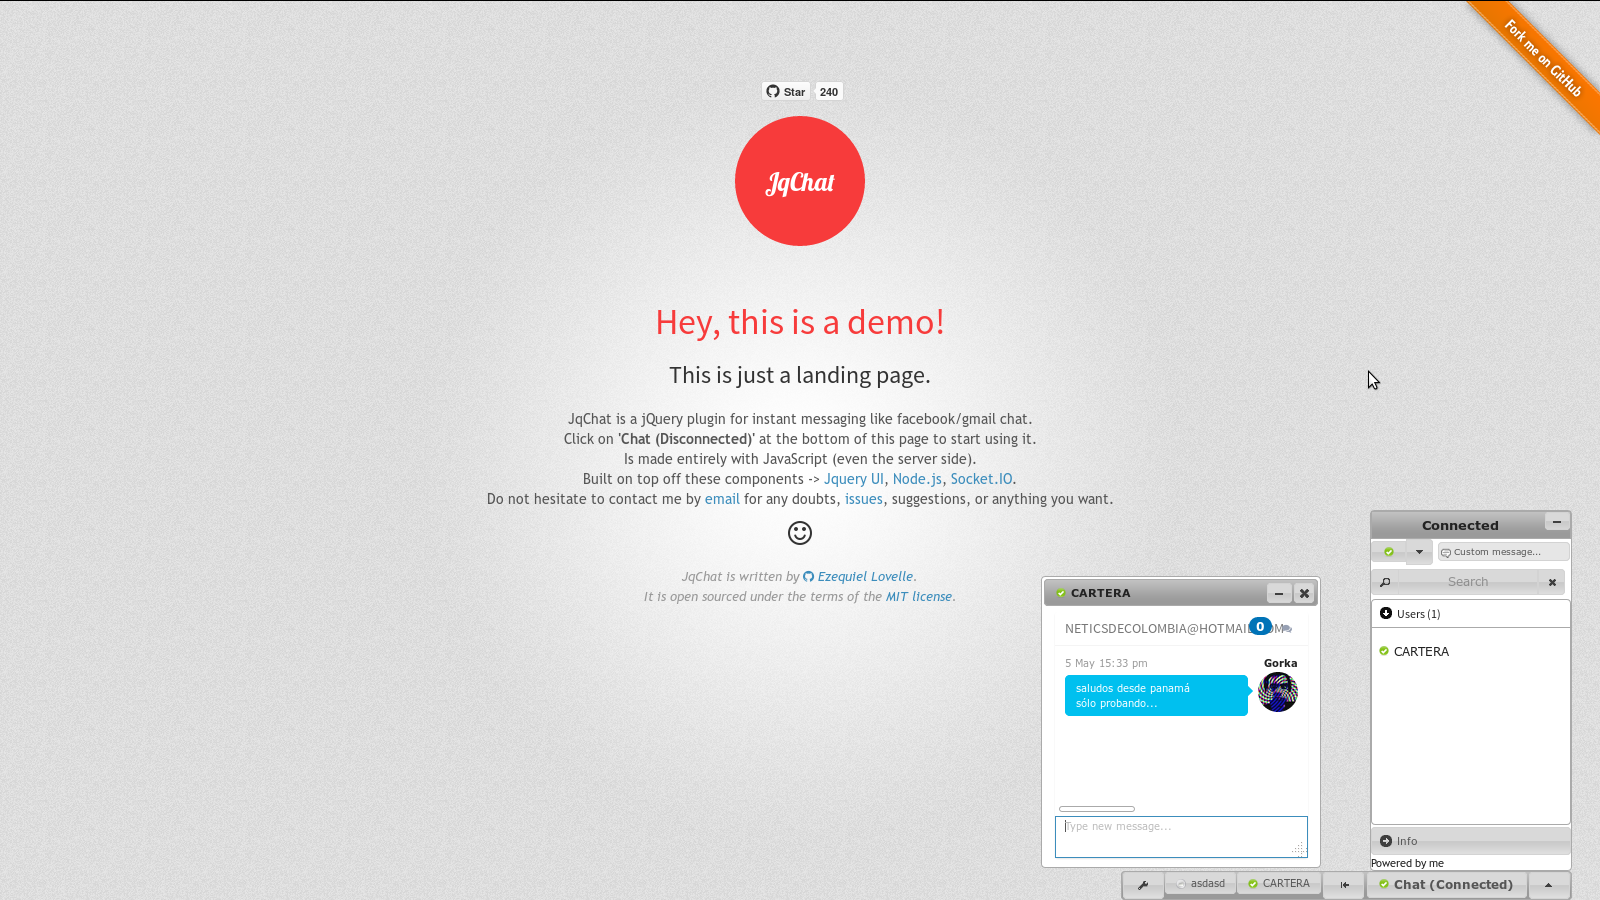 Fork me on GitHub
Star 240
JqChat
Hey, this is a demo!
This is just a landing page.
JqChat is a jQuery plugin for instant messaging like facebook/gmail chat.
Click on 'Chat (Disconnected)' at the bottom of this page to start using it.
Is made entirely with JavaScript (even the server side).
Built on top off these components -> Jquery UI, Node.js, Socket.IO.
Do not hesitate to contact me by email for any doubts, issues, suggestions, or anything you want.
JqChat is written by Ezequiel Lovelle.
It is open sourced under the terms of the MIT license.
CARTERA
0
5 May 15:33 pm Gorka
saludos desde panamá
sólo probando...
Type new message...
Connected
Custom message...
Search
Users (1)
CARTERA
Info
Powered by me
asdasd
CARTERA
Chat (Connected)